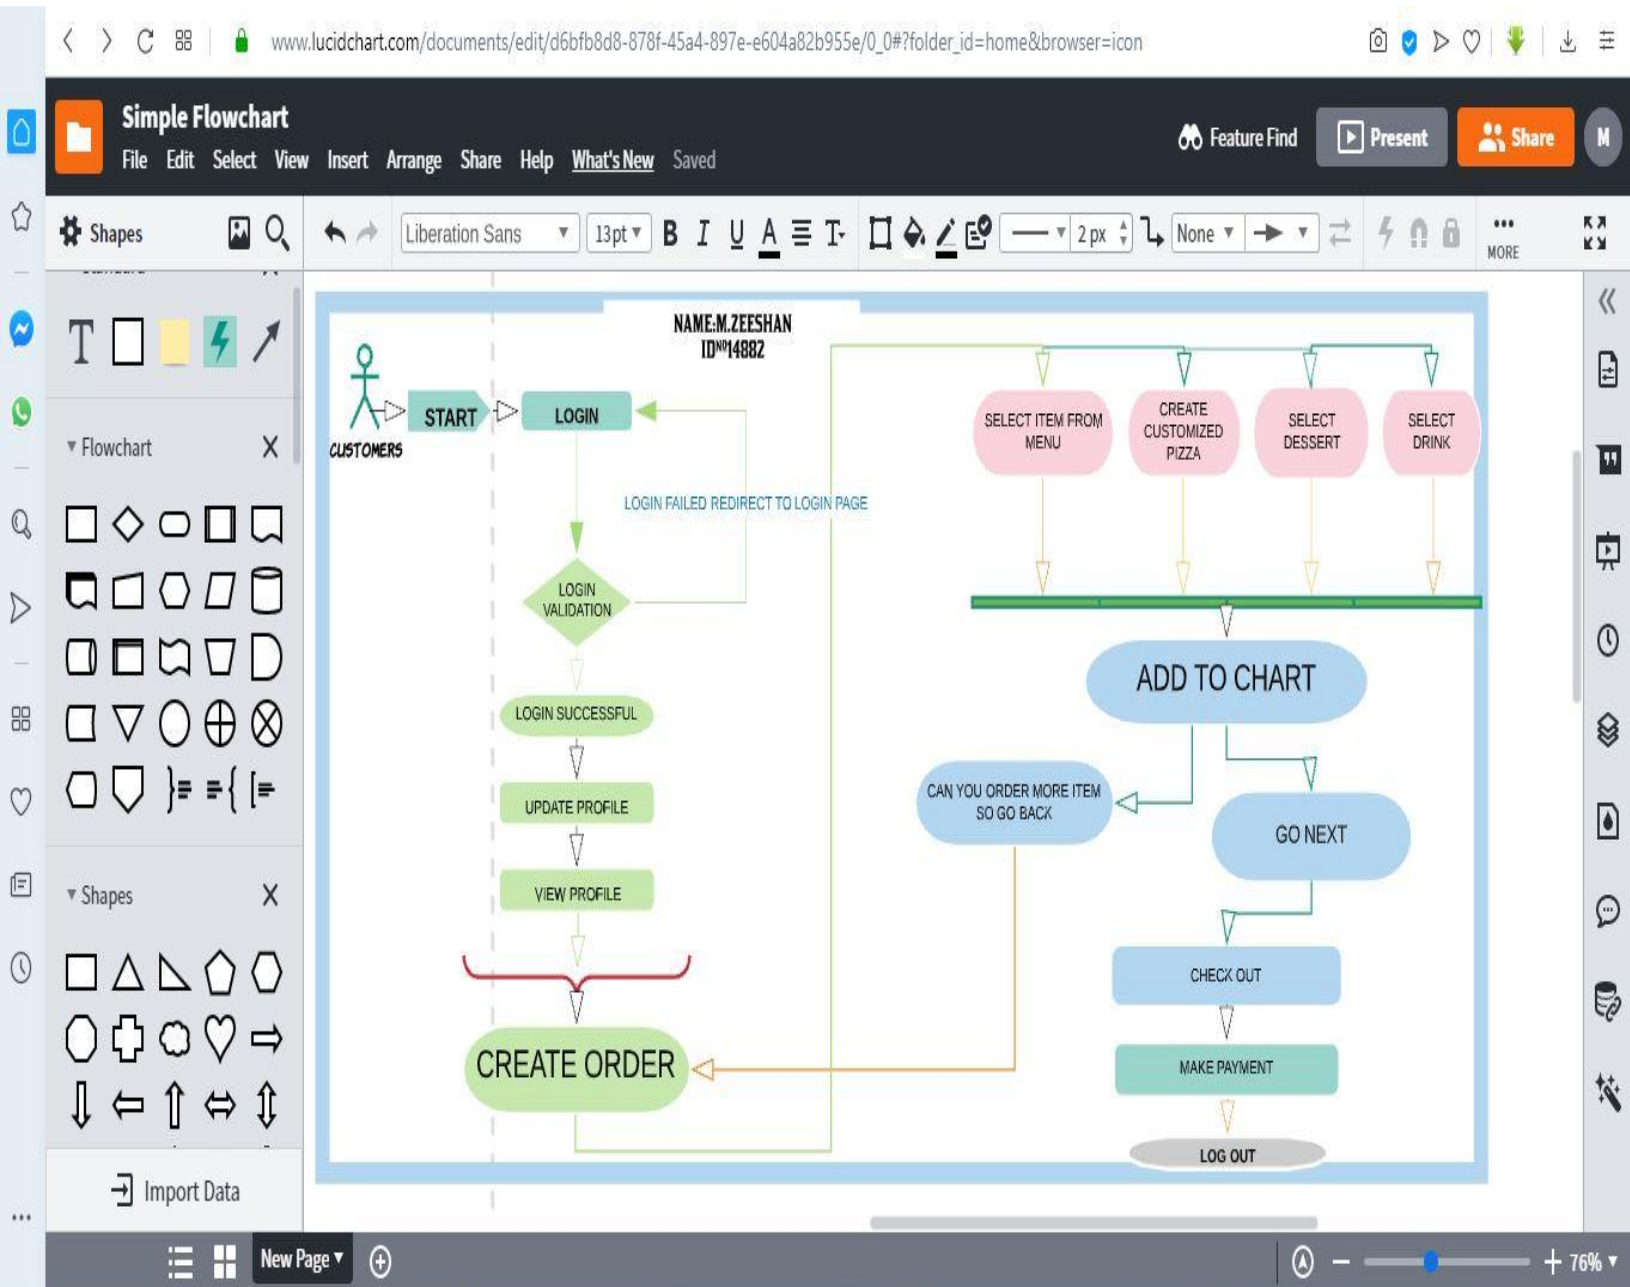 www.lucidchart.com/documents/edit/d6bfb8d8-878f-45a4-897e-e604a82b955e/0_0#?folder_id=home&browser=icon
Simple Flowchart
File Edit Select View Insert Arrange Share Help What's New Saved
Feature Find
Present
Share
M
Shapes
Liberation Sans
13pt
B I U A T
2 px
None
MORE
T
Flowchart
Shapes
Import Data
NAME:M.ZEESHAN
IDNO14882
CUSTOMERS
START
LOGIN
LOGIN FAILED REDIRECT TO LOGIN PAGE
LOGIN
VALIDATION
LOGIN SUCCESSFUL
UPDATE PROFILE
VIEW PROFILE
CREATE ORDER
SELECT ITEM FROM
MENU
CREATE
CUSTOMIZED
PIZZA
SELECT
DESSERT
SELECT
DRINK
ADD TO CHART
CAN YOU ORDER MORE ITEM
SO GO BACK
GO NEXT
CHECK OUT
MAKE PAYMENT
LOG OUT
New Page
76%